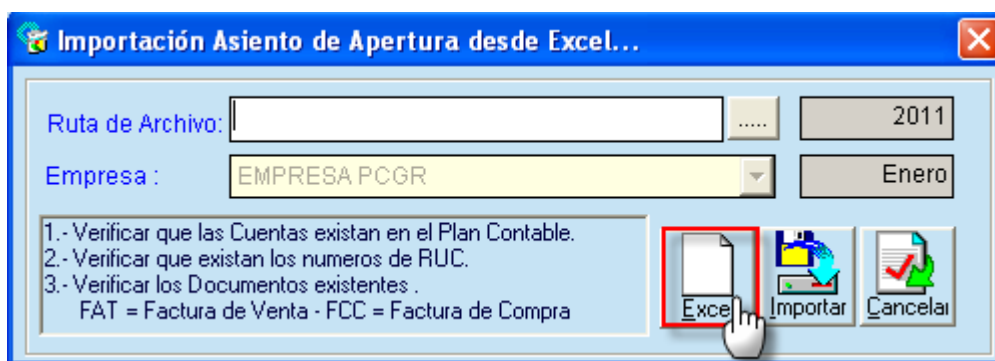 Importación Asiento de Apertura desde Excel...
Ruta de Archivo: ..... 2011
Empresa : EMPRESA PCGR Enero
1.- Verificar que las Cuentas existan en el Plan Contable.
2.- Verificar que existan los numeros de RUC.
3.- Verificar los Documentos existentes .
FAT = Factura de Venta - FCC = Factura de Compra
Excel Importar Cancelar